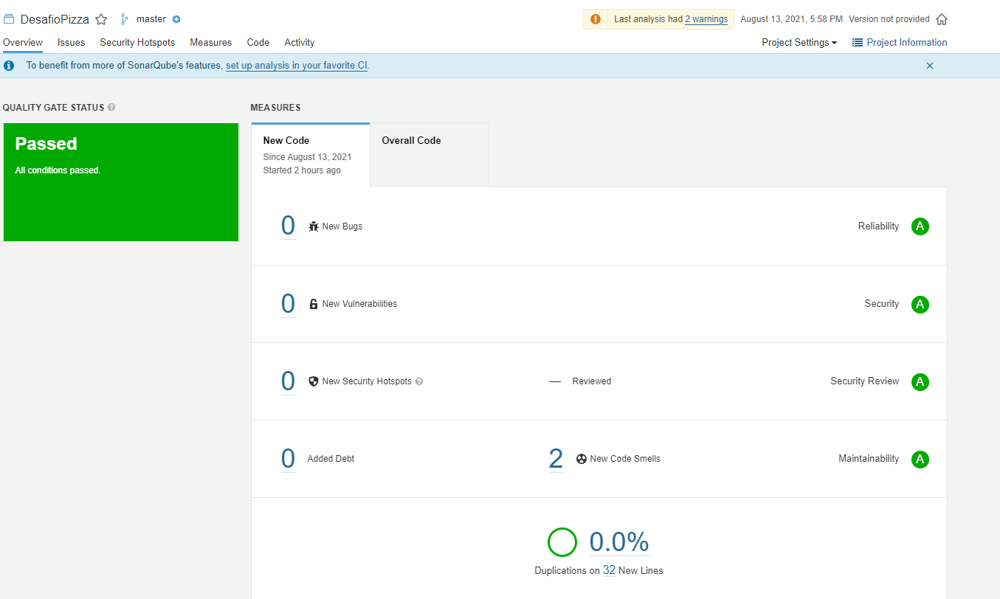 DesafioPizza master Last analysis had 2 warnings August 13, 2021, 5:58 PM Version not provided
Overview Issues Security Hotspots Measures Code Activity Project Settings Project Information
To benefit from more of SonarQube's features, set up analysis in your favorite CI.
QUALITY GATE STATUS ?
MEASURES
Passed
All conditions passed.
New Code
Since August 13, 2021
Started 2 hours ago
Overall Code
0 New Bugs Reliability A
0 New Vulnerabilities Security A
0 New Security Hotspots ? — Reviewed Security Review A
0 Added Debt 2 New Code Smells Maintainability A
0.0%
Duplications on 32 New Lines